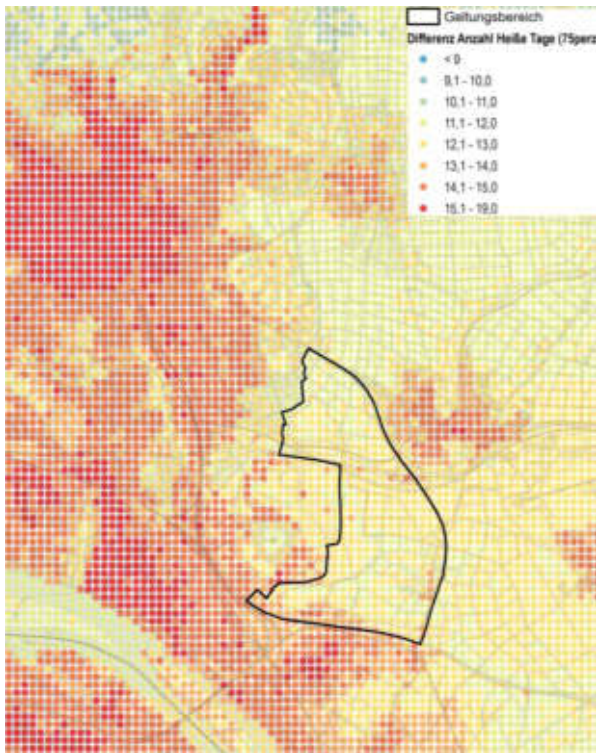 Geltungsbereich
Differenz Anzahl Heiße Tage (75perz
< 9
9,1 - 10,0
10,1 - 11,0
11,1 - 12,0
12,1 - 13,0
13,1 - 14,0
14,1 - 15,0
15,1 - 19,0